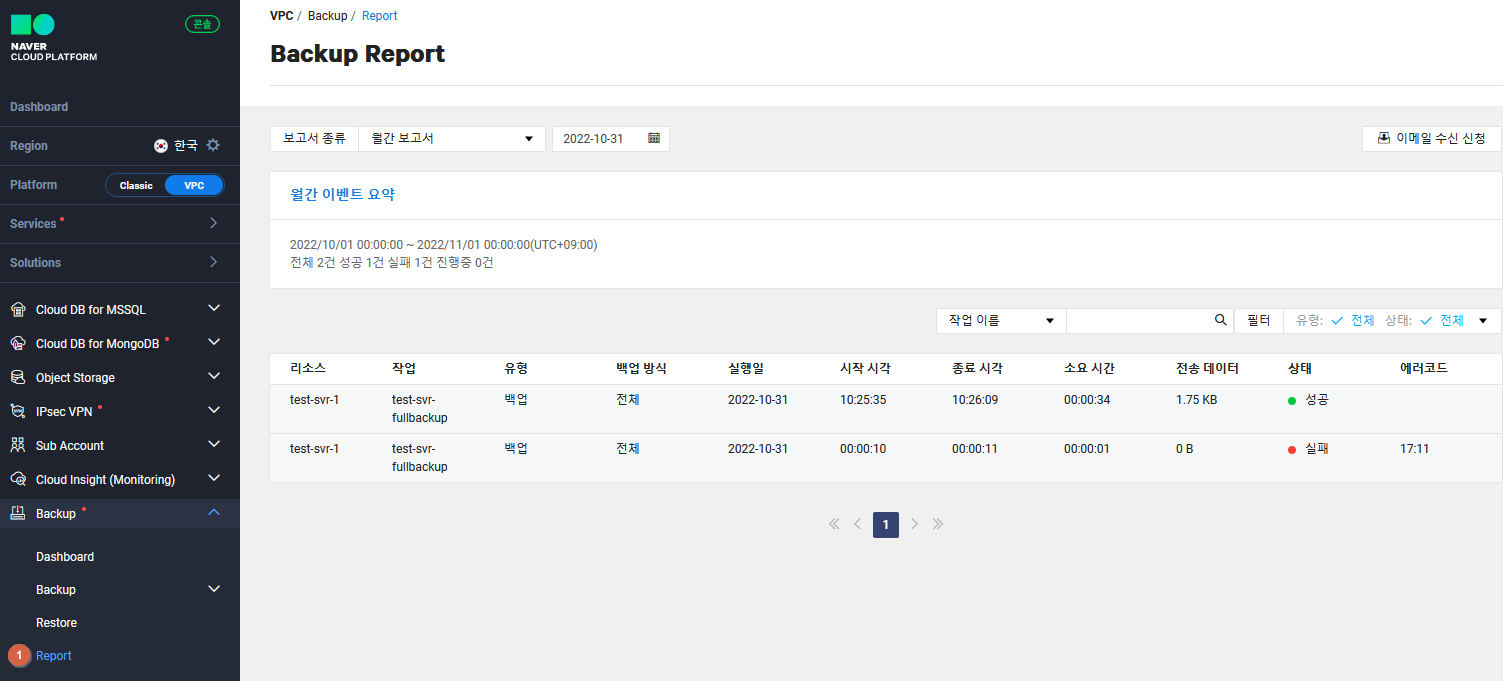 NAVER
CLOUD PLATFORM
콘솔
Dashboard
Region 한국
Platform Classic VPC
Services
Solutions
Cloud DB for MSSQL
Cloud DB for MongoDB
Object Storage
IPsec VPN
Sub Account
Cloud Insight (Monitoring)
Backup
Dashboard
Backup
Restore
1 Report
VPC / Backup / Report
Backup Report
보고서 종류 월간 보고서 2022-10-31 이메일 수신 신청
월간 이벤트 요약
2022/10/01 00:00:00 ~ 2022/11/01 00:00:00(UTC+09:00)
전체 2건 성공 1건 실패 1건 진행중 0건
작업 이름 필터 유형: 전체 상태: 전체
리소스 작업 유형 백업 방식 실행일 시작 시각 종료 시각 소요 시간 전송 데이터 상태 에러코드
test-svr-1 test-svr- 백업 전체 2022-10-31 10:25:35 10:26:09 00:00:34 1.75 KB 성공
fullbackup
test-svr-1 test-svr- 백업 전체 2022-10-31 00:00:10 00:00:11 00:00:01 0 B 실패 17:11
fullbackup
1